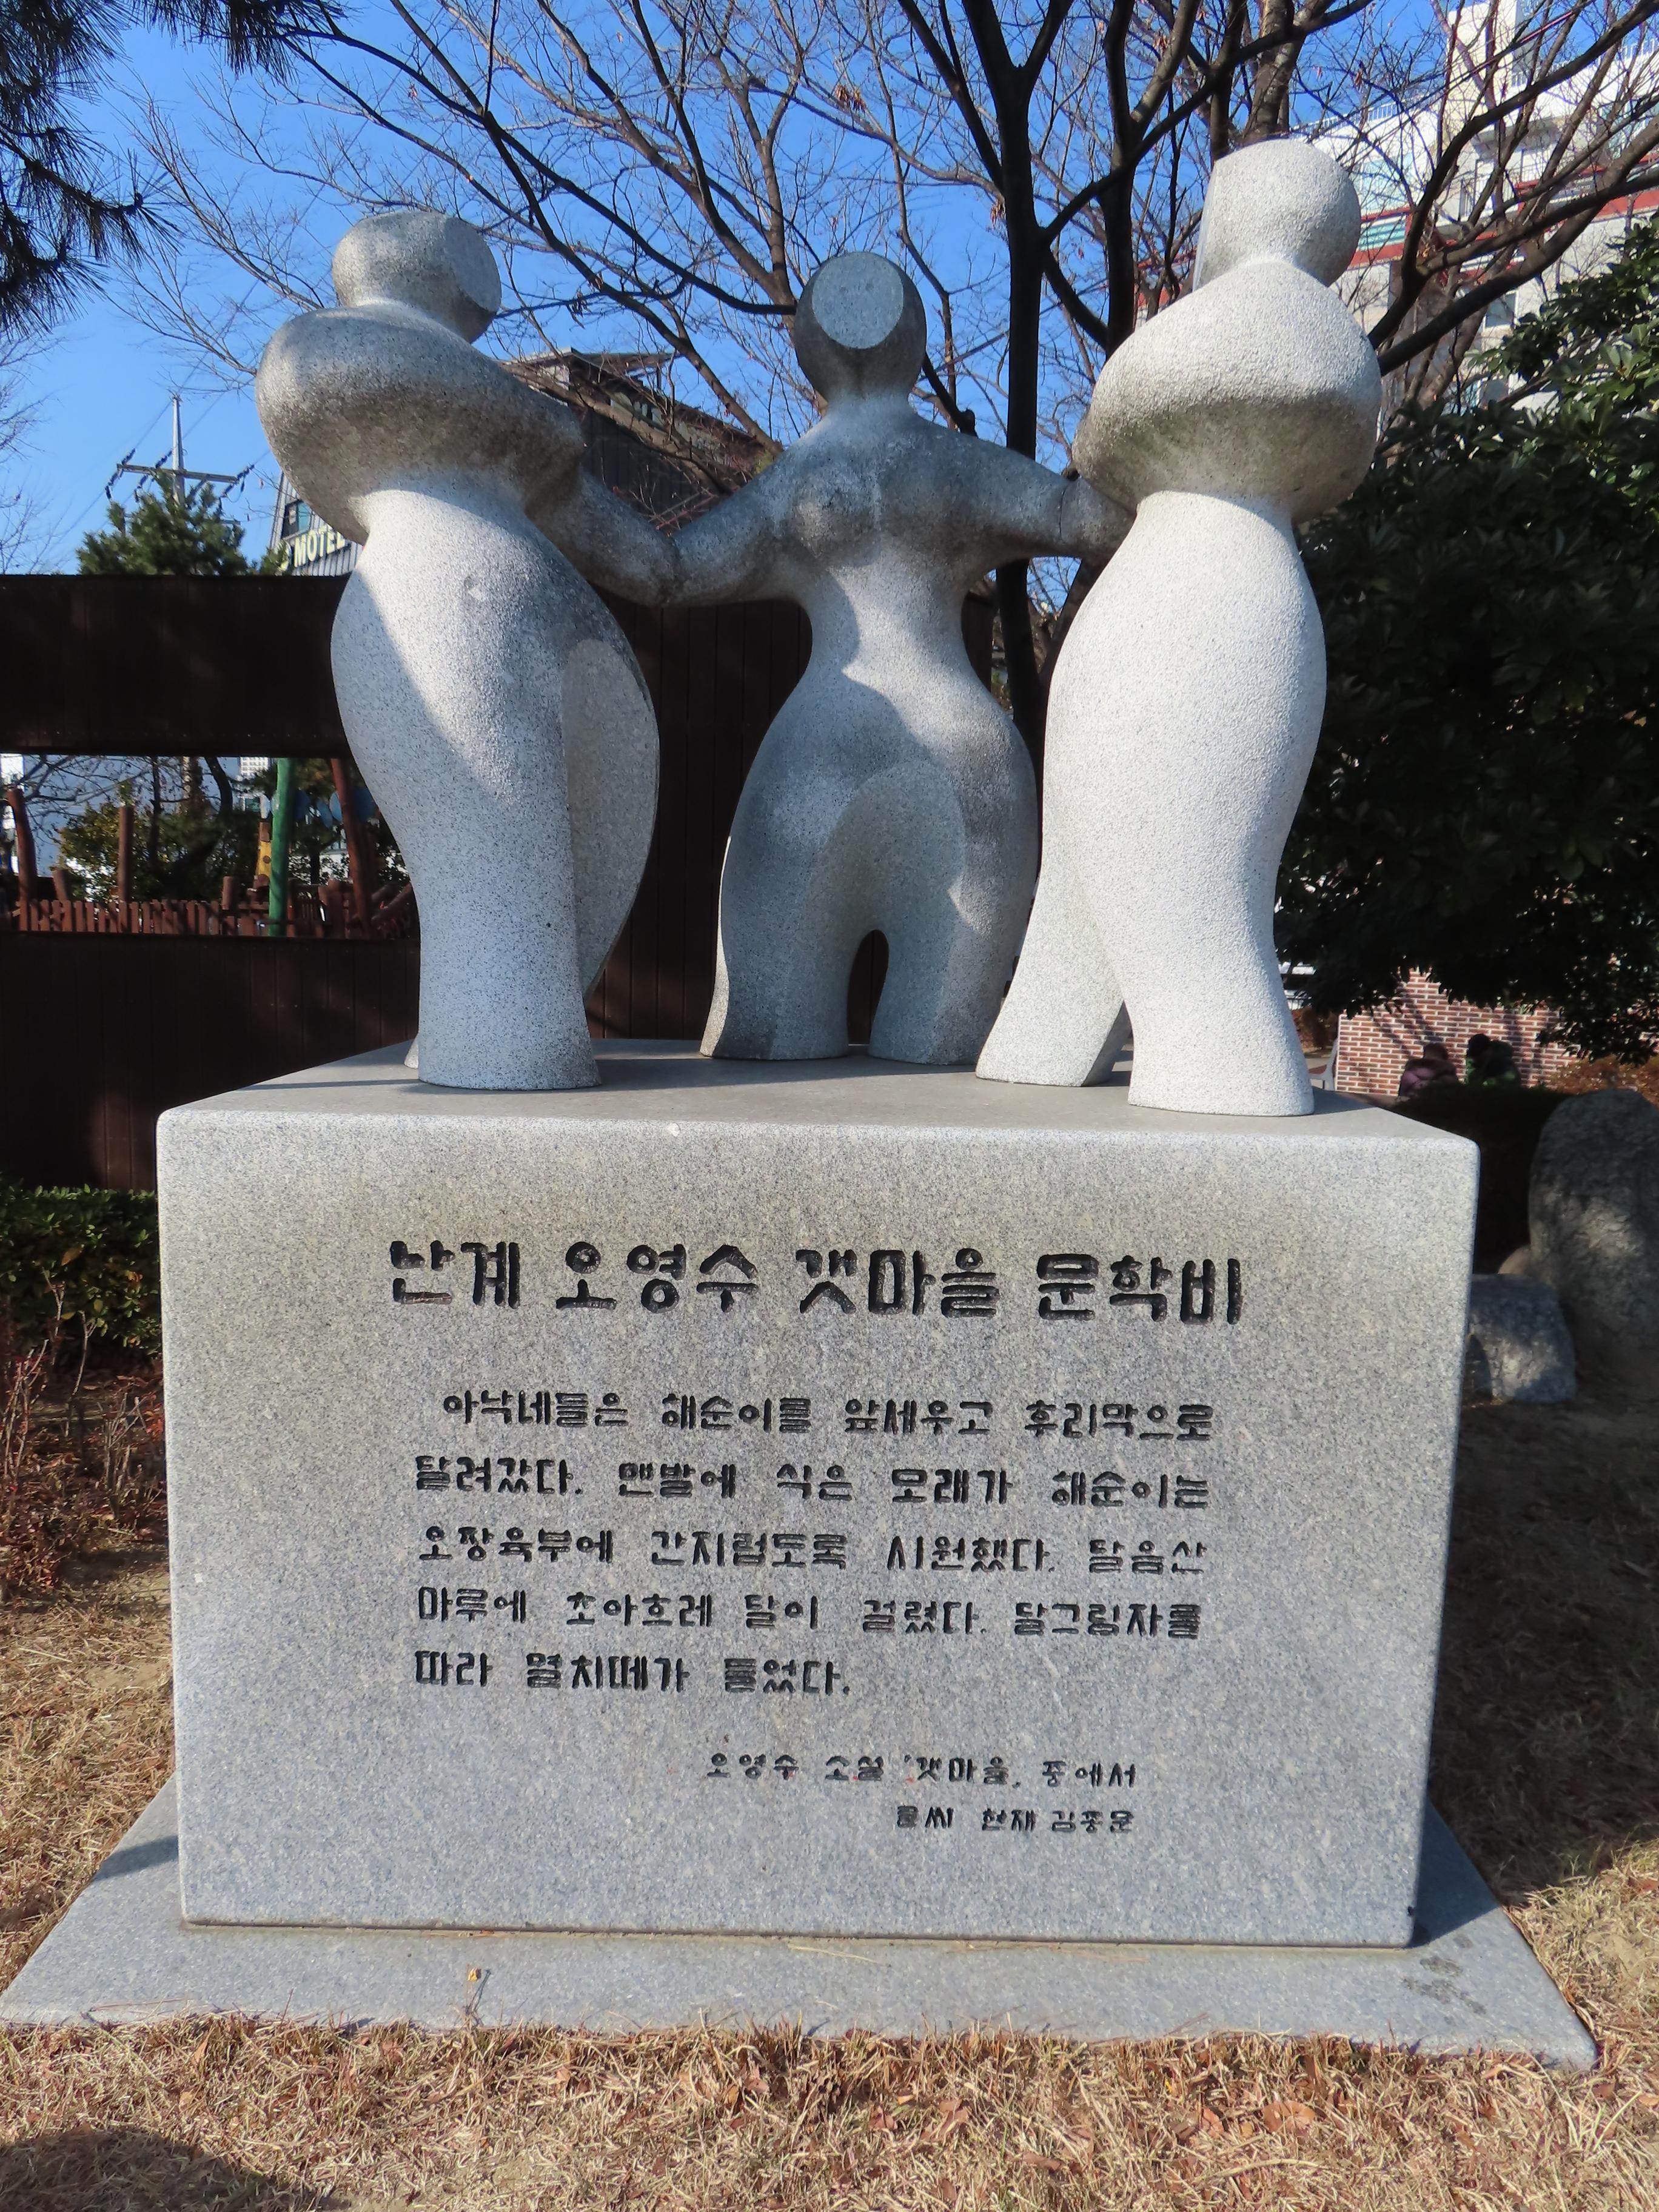 MOTEL
난계 오영수 갯마을 문학비
아낙네들은 해순이를 앞세우고 후리막으로
달려갔다. 맨발에 식은 모래가 해순이는
오장육부에 간지럽도록 시원했다. 달음산
마루에 초아흐레 달이 걸렸다. 달그림자를
따라 멸치떼가 들었다.
오영수 소설 '갯마을' 중에서
글씨 현재 김종문